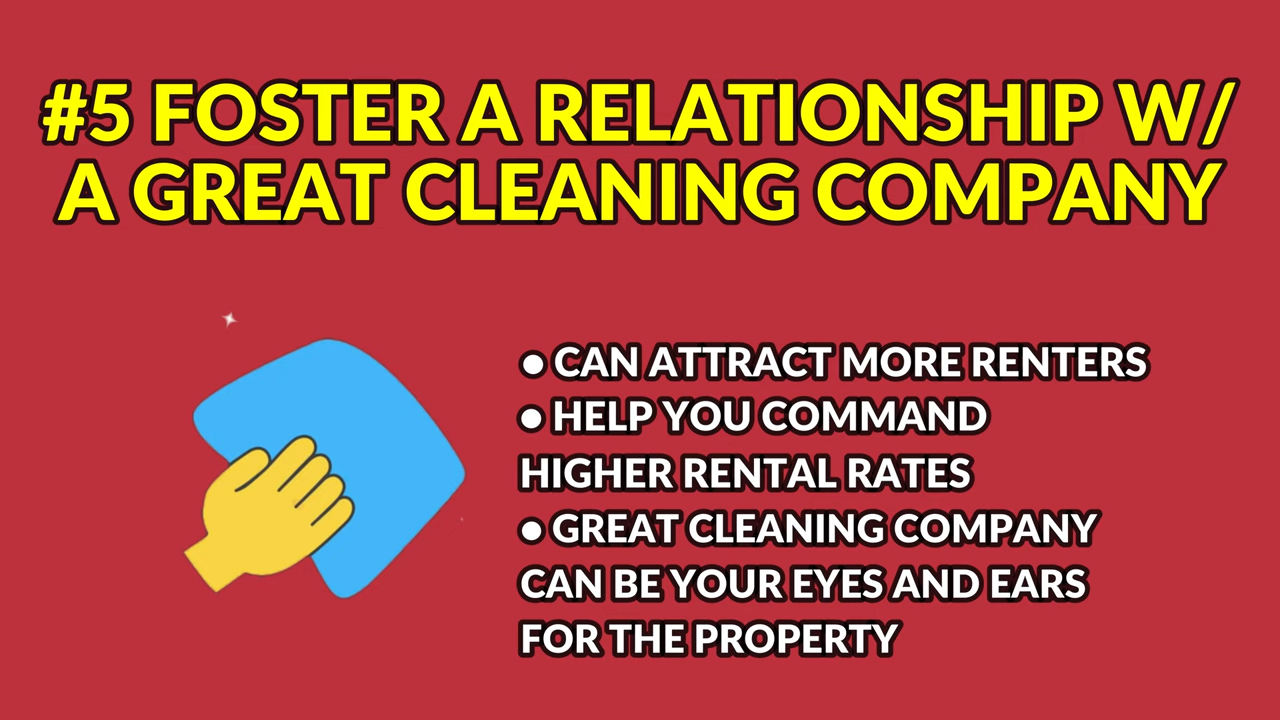 #5 FOSTER A RELATIONSHIP W/
A GREAT CLEANING COMPANY
• CAN ATTRACT MORE RENTERS
• HELP YOU COMMAND
HIGHER RENTAL RATES
• GREAT CLEANING COMPANY
CAN BE YOUR EYES AND EARS
FOR THE PROPERTY